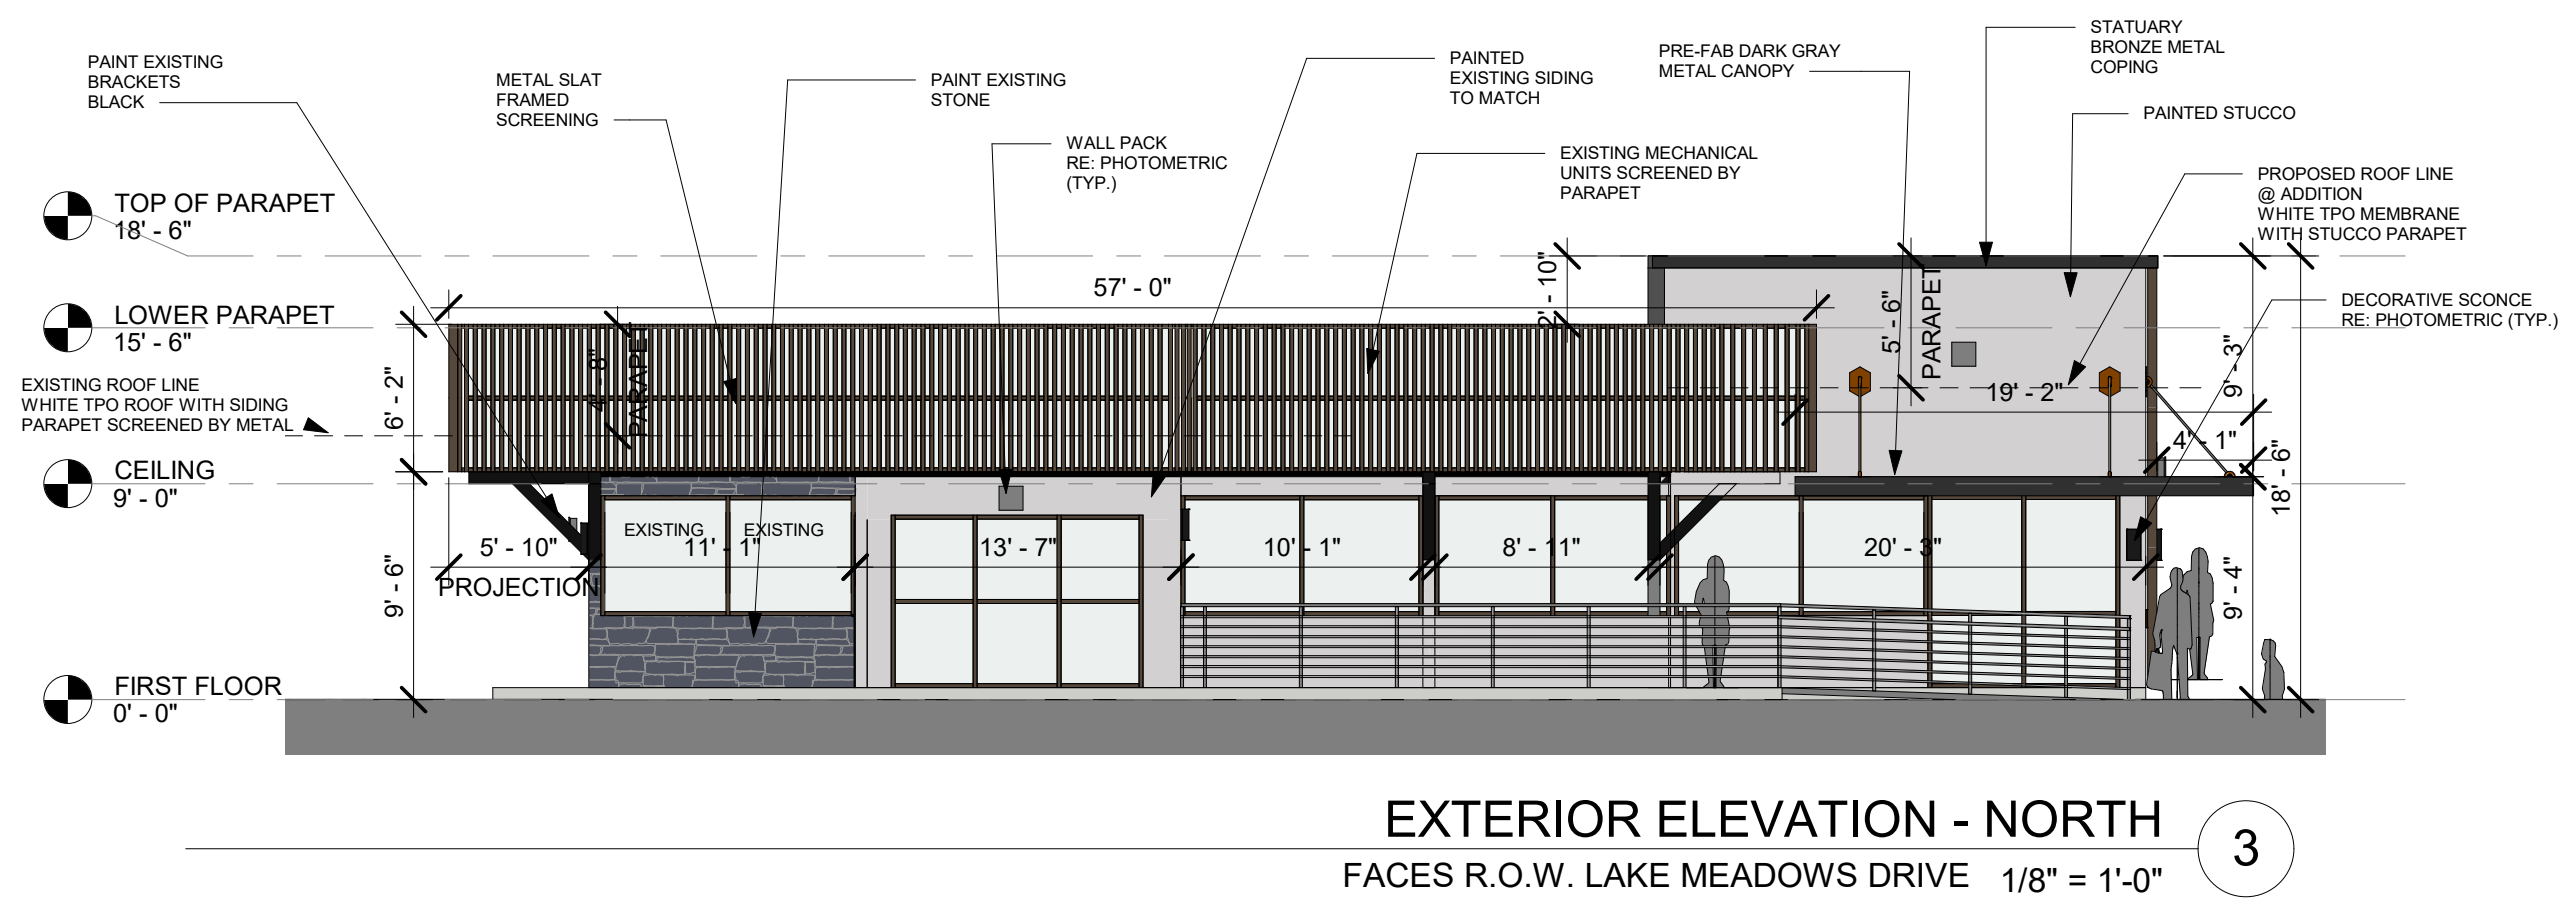 PAINT EXISTING
BRACKETS
BLACK
METAL SLAT
FRAMED
SCREENING
PAINT EXISTING
STONE
WALL PACK
RE: PHOTOMETRIC
(TYP.)
PAINTED
EXISTING SIDING
TO MATCH
EXISTING MECHANICAL
UNITS SCREENED BY
PARAPET
PRE-FAB DARK GRAY
METAL CANOPY
STATUARY
BRONZE METAL
COPING
PAINTED STUCCO
PROPOSED ROOF LINE
@ ADDITION
WHITE TPO MEMBRANE
WITH STUCCO PARAPET
DECORATIVE SCONCE
RE: PHOTOMETRIC (TYP.)
TOP OF PARAPET
18' - 6"
LOWER PARAPET
15' - 6"
EXISTING ROOF LINE
WHITE TPO ROOF WITH SIDING
PARAPET SCREENED BY METAL
CEILING
9' - 0"
FIRST FLOOR
0' - 0"
57' - 0"
2' - 10"
6' - 2"
4' - 8"
PARAPET
5' - 6"
PARAPET
19' - 2"
9' - 3"
4' - 1"
18' - 6"
9' - 6"
5' - 10"
PROJECTION
EXISTING
EXISTING
11' - 1"
13' - 7"
10' - 1"
8' - 11"
20' - 3"
9' - 4"
EXTERIOR ELEVATION - NORTH
3
FACES R.O.W. LAKE MEADOWS DRIVE
1/8" = 1'-0"